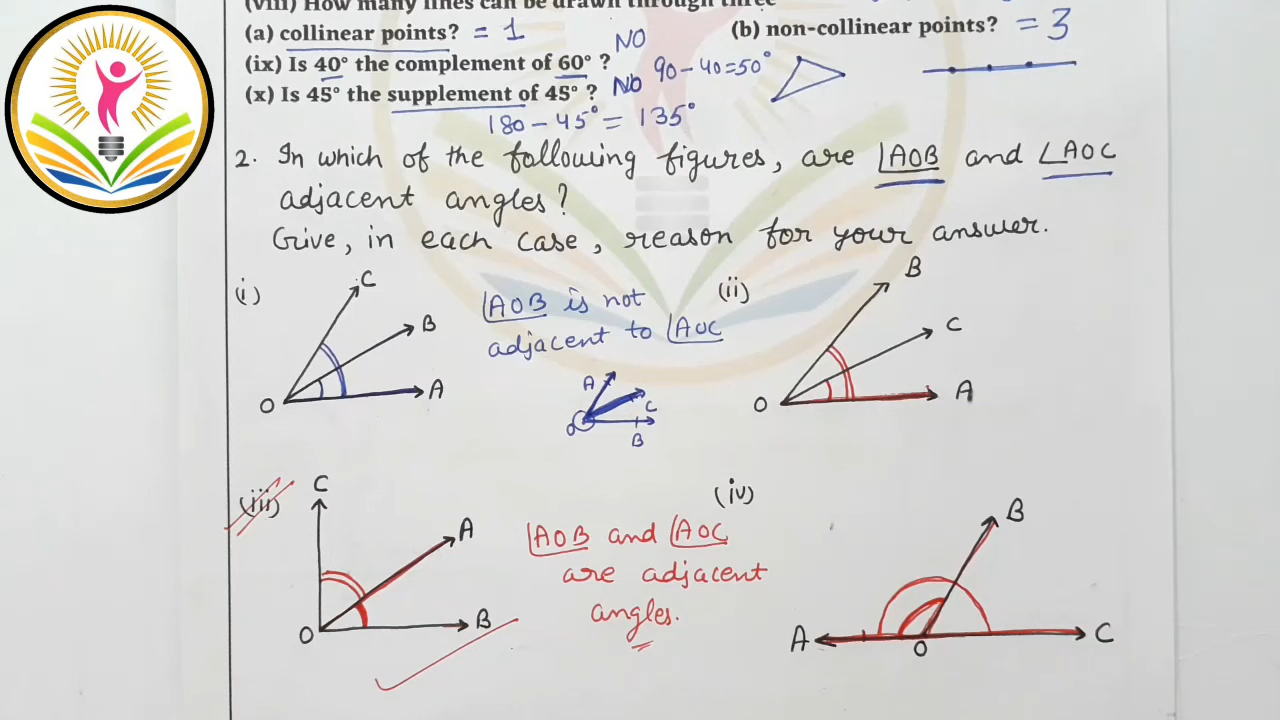 (viii) How many lines can be drawn through three
(a) collinear points? = 1 (b) non-collinear points? = 3
(ix) Is 40° the complement of 60° ? NO 90 - 40 = 50°
(x) Is 45° the supplement of 45° ? NO
180 - 45° = 135°
2. In which of the following figures, are ∠AOB and ∠AOC
adjacent angles?
Give, in each case, reason for your answer.
(i) C B A O
∠AOB is not
adjacent to ∠AOC
A C B O
(ii) B C A O
(iii) C A B O
∠AOB and ∠AOC
are adjacent
angles.
(iv) B A O C